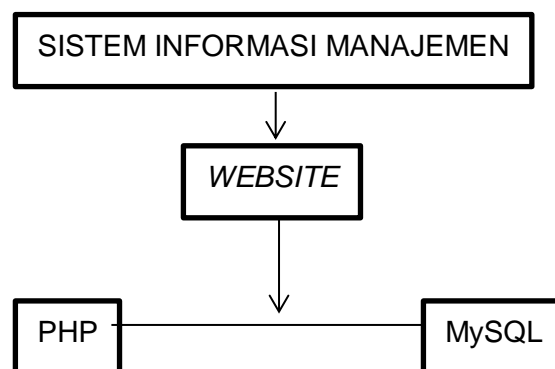 SISTEM INFORMASI MANAJEMEN
WEBSITE
PHP
MySQL